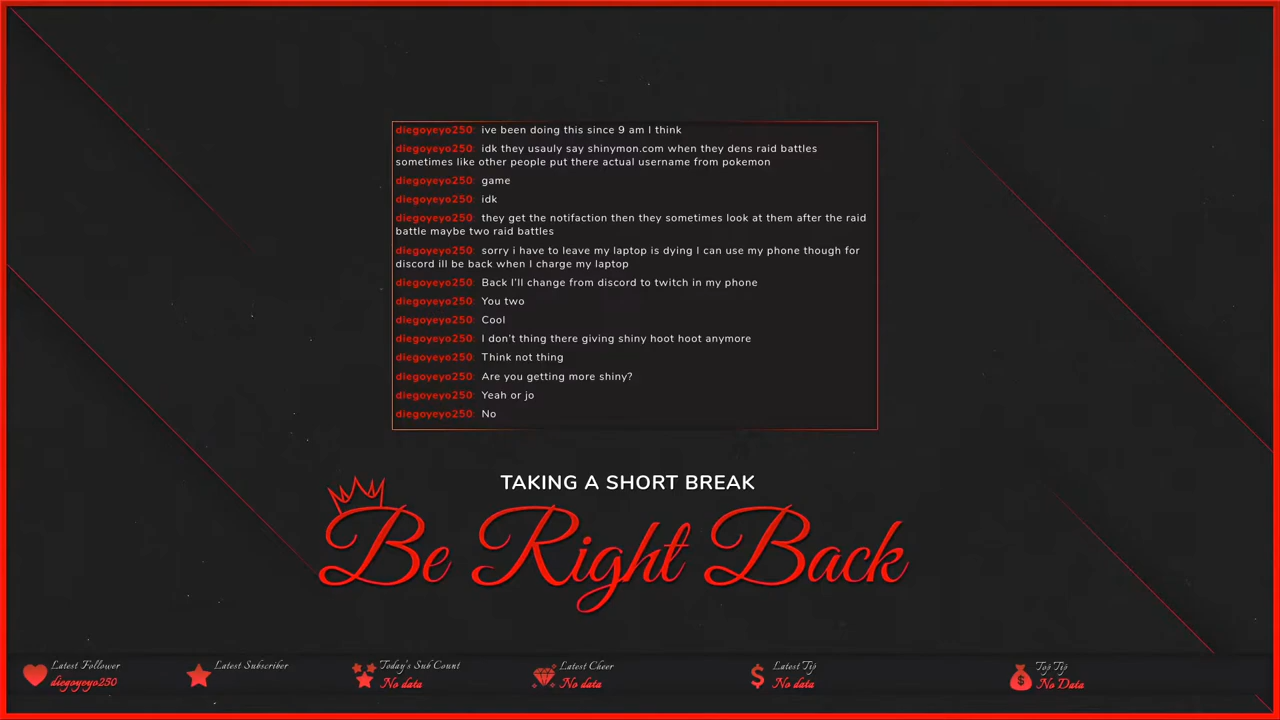 diegoyeyo250 ive been doing this since 9 am I think
diegoyeyo250 idk they usauly say shinymon.com when they dens raid battles
sometimes like other people put there actual username from pokemon
diegoyeyo250 game
diegoyeyo250 idk
diegoyeyo250 they get the notifaction then they sometimes look at them after the raid
battle maybe two raid battles
diegoyeyo250 sorry i have to leave my laptop is dying I can use my phone though for
discord ill be back when I charge my laptop
diegoyeyo250 Back I'll change from discord to twitch in my phone
diegoyeyo250 You two
diegoyeyo250 Cool
diegoyeyo250 I don't thing there giving shiny hoot hoot anymore
diegoyeyo250 Think not thing
diegoyeyo250 Are you getting more shiny?
diegoyeyo250 Yeah or jo
diegoyeyo250 No
TAKING A SHORT BREAK
Be Right Back
Latest Follower
diegoyeyo250
Latest Subscriber
Today's Sub Count
No data
Latest Cheer
No data
Latest Tip
No data
Top Tip
No Data